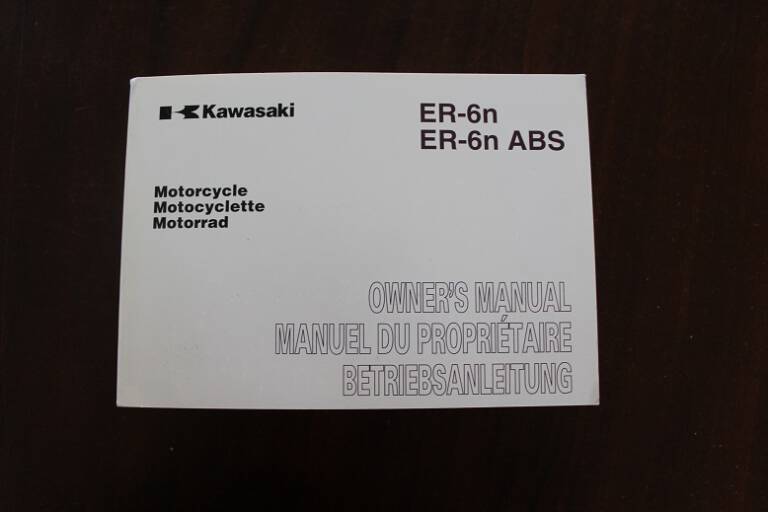 Kawasaki
ER-6n
ER-6n ABS
Motorcycle
Motocyclette
Motorrad
OWNER'S MANUAL
MANUEL DU PROPRIÉTAIRE
BETRIEBSANLEITUNG